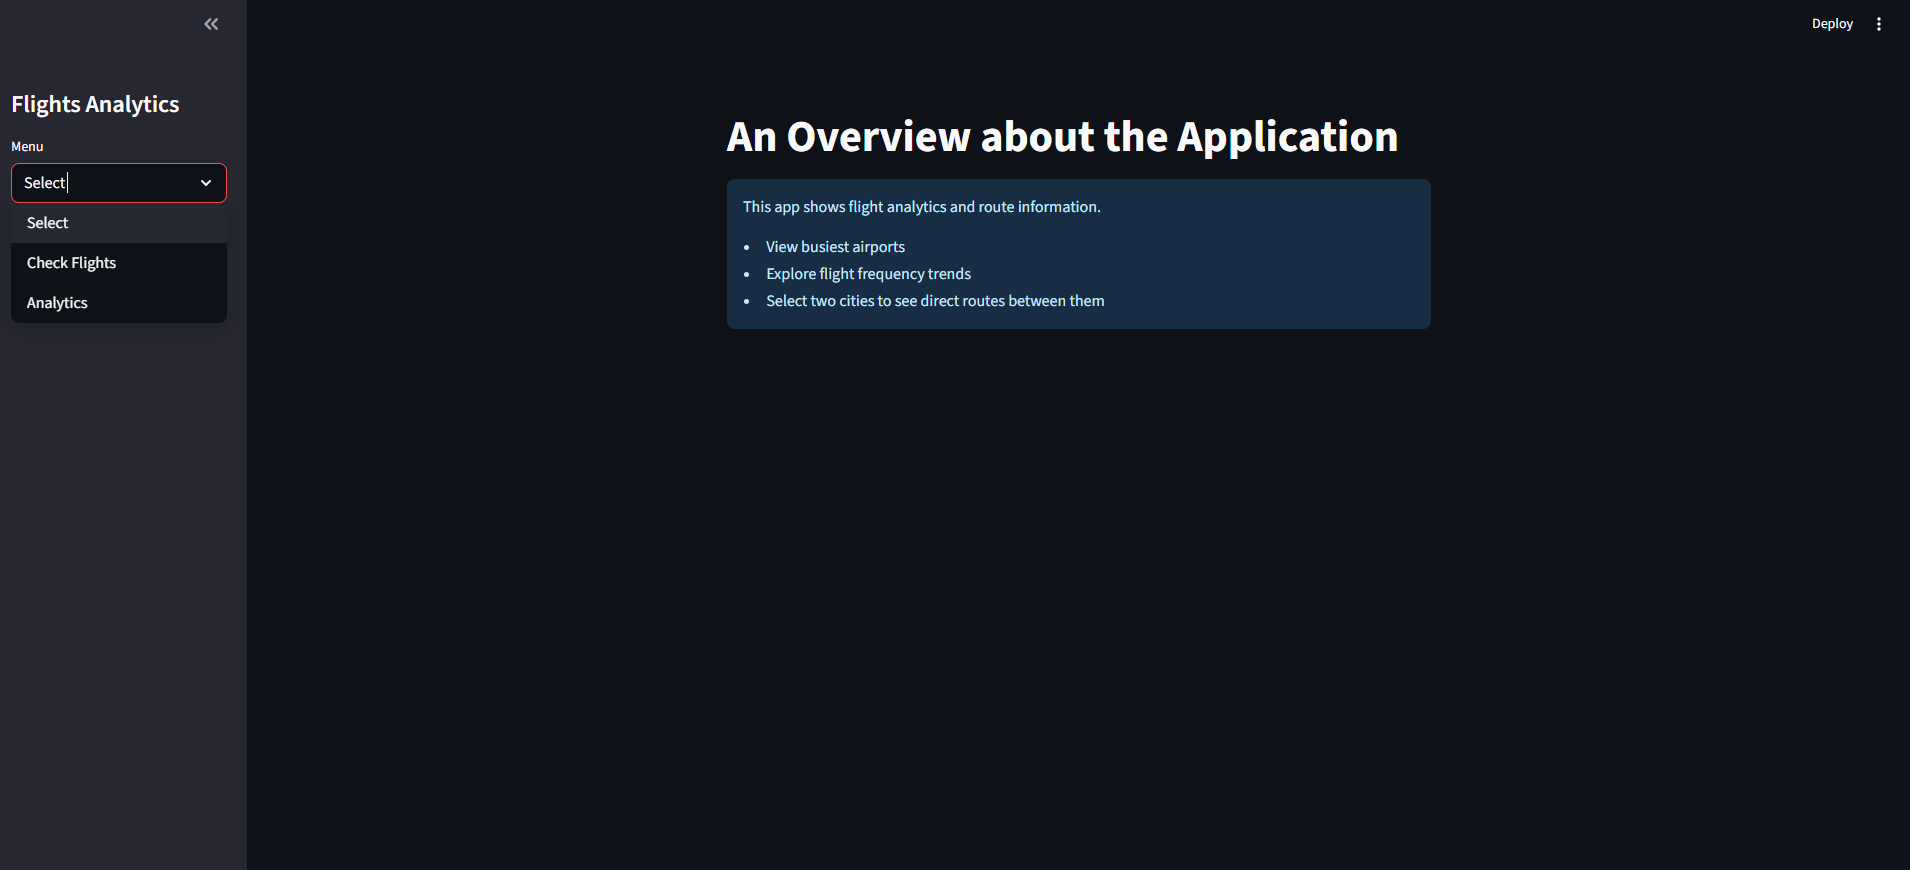 Deploy
Flights Analytics
Menu
Select
Select
Check Flights
Analytics
An Overview about the Application
This app shows flight analytics and route information.
• View busiest airports
• Explore flight frequency trends
• Select two cities to see direct routes between them